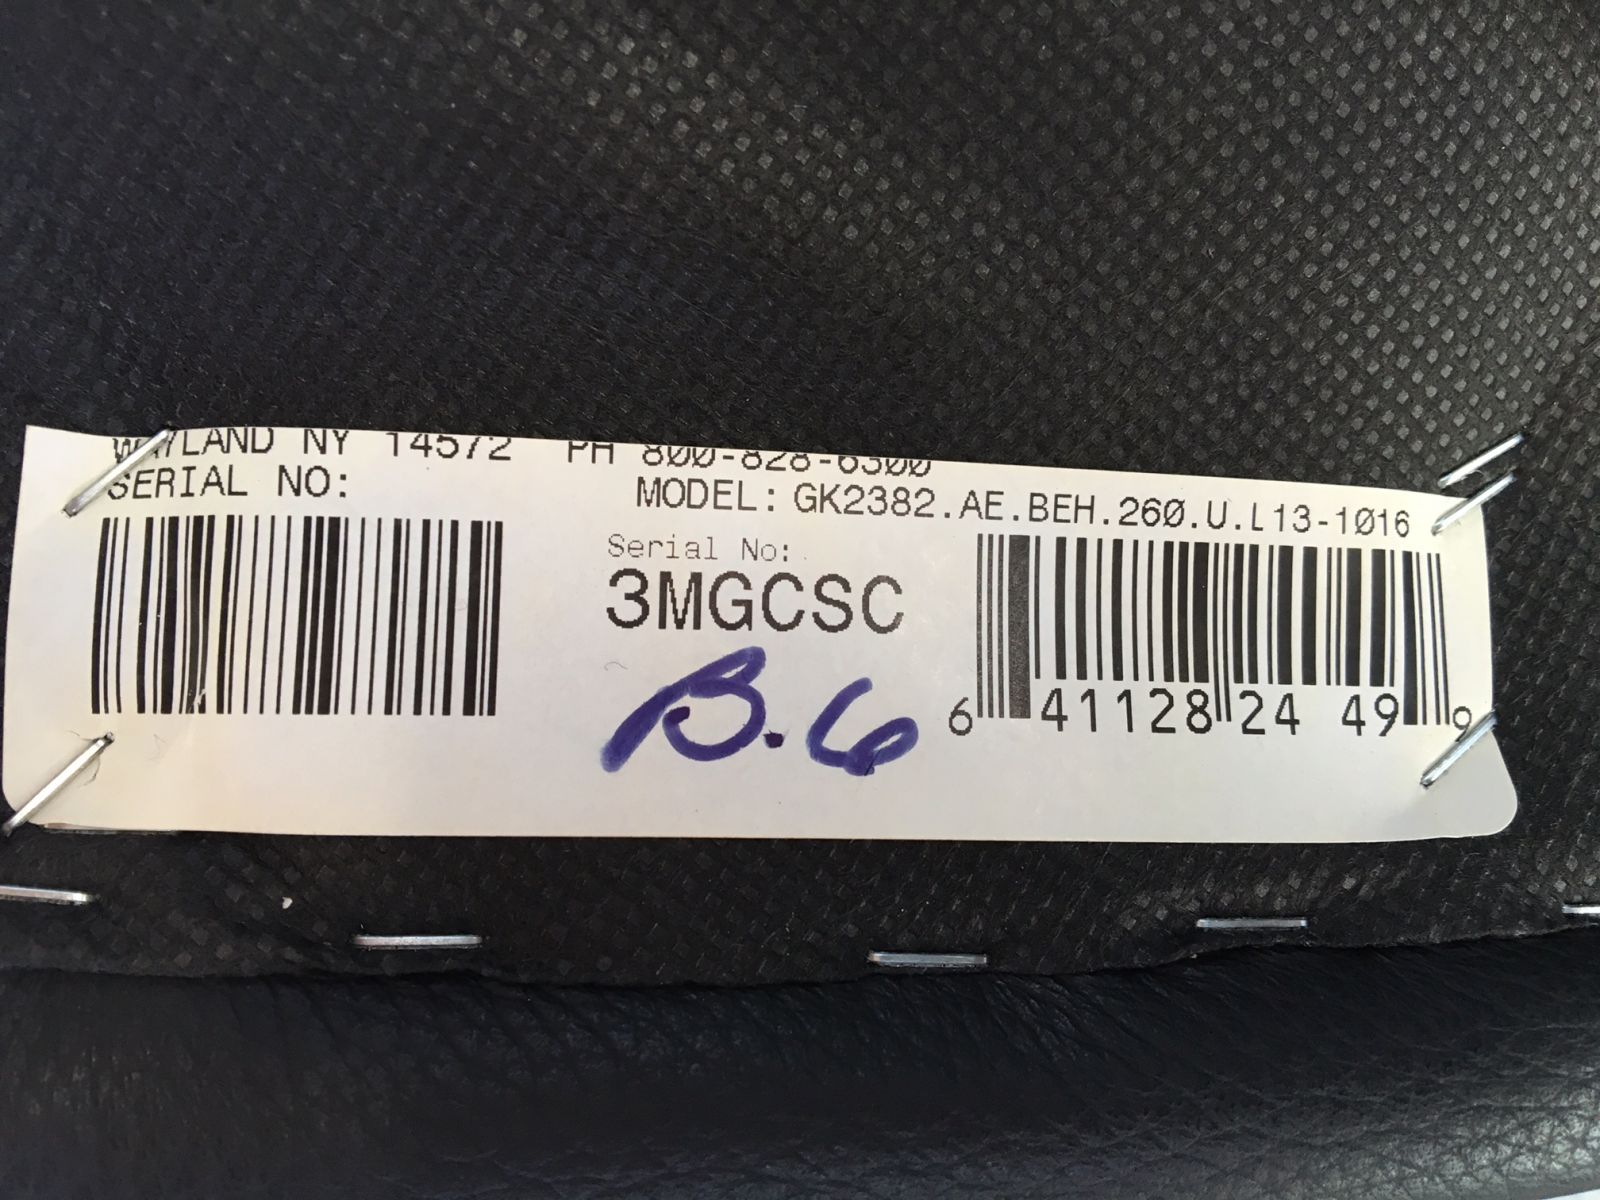 WAYLAND NY 14572 PH 800-828-6300
SERIAL NO:
MODEL: GK2382.AE.BEH.260.U.L13-1016
Serial No:
3MGCSC
B.6
6 41128 24 49 9